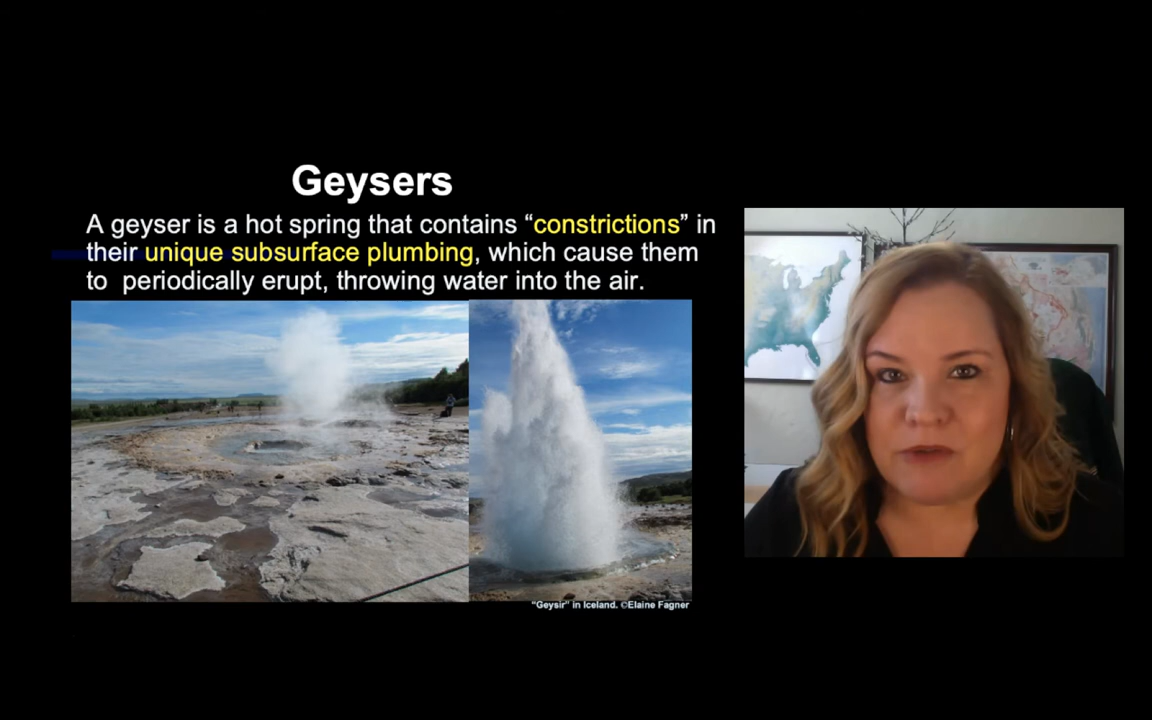 Geysers
A geyser is a hot spring that contains “constrictions” in
their unique subsurface plumbing, which cause them
to  periodically erupt, throwing water into the air.
“Geysir” in Iceland. ©Elaine Fagner